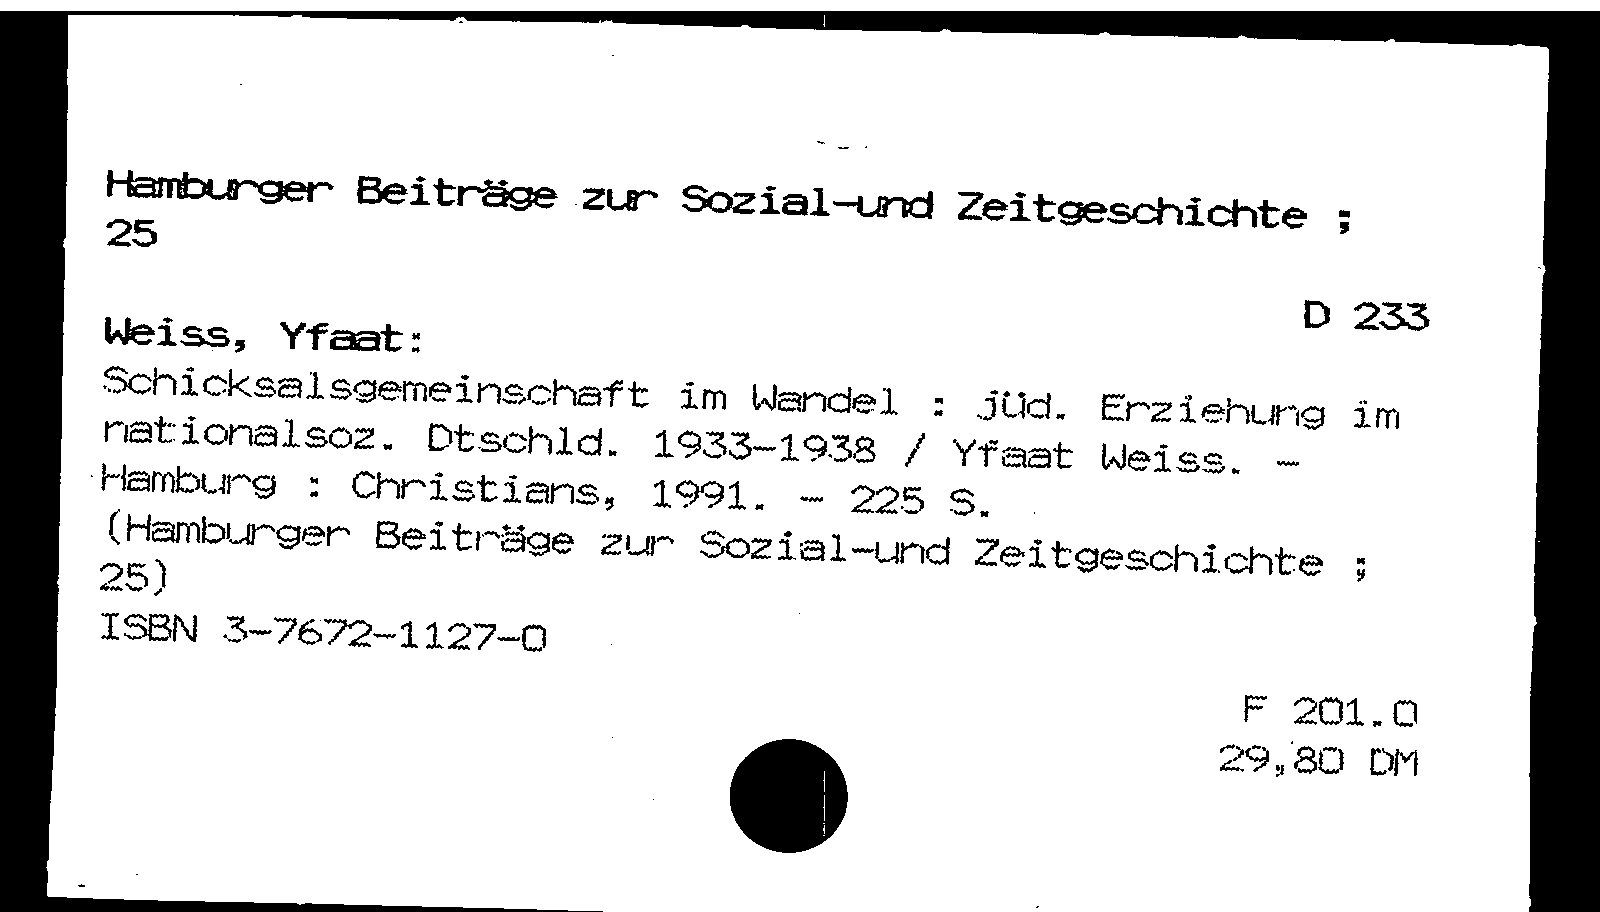 Hamburger Beiträge zur Sozial-und Zeitgeschichte ;
25
D 233
Weiss, Yfaat:
Schicksalsgemeinschaft im Wandel : jüd. Erziehung im
nationalsoz. Dtschld. 1933-1938 / Yfaat Weiss. -
Hamburg : Christians, 1991. - 225 S.
(Hamburger Beiträge zur Sozial-und Zeitgeschichte ;
25)
ISBN 3-7672-1127-0
F 201.0
29,80 DM